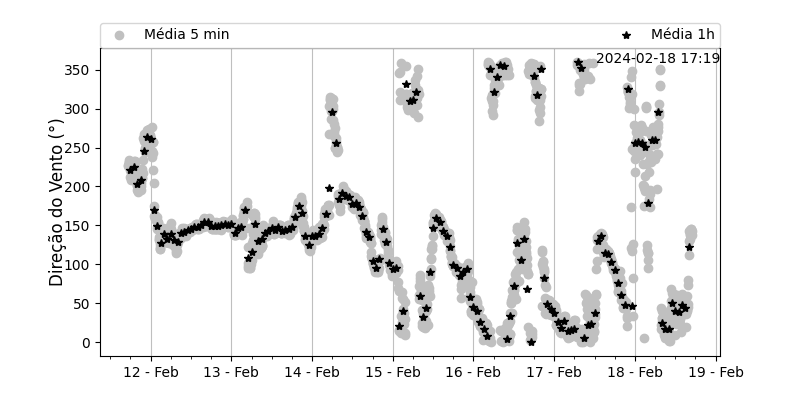 Média 5 min
Média 1h
2024-02-18 17:19
Direção do Vento (°)
350
300
250
200
150
100
50
0
12 - Feb
13 - Feb
14 - Feb
15 - Feb
16 - Feb
17 - Feb
18 - Feb
19 - Feb